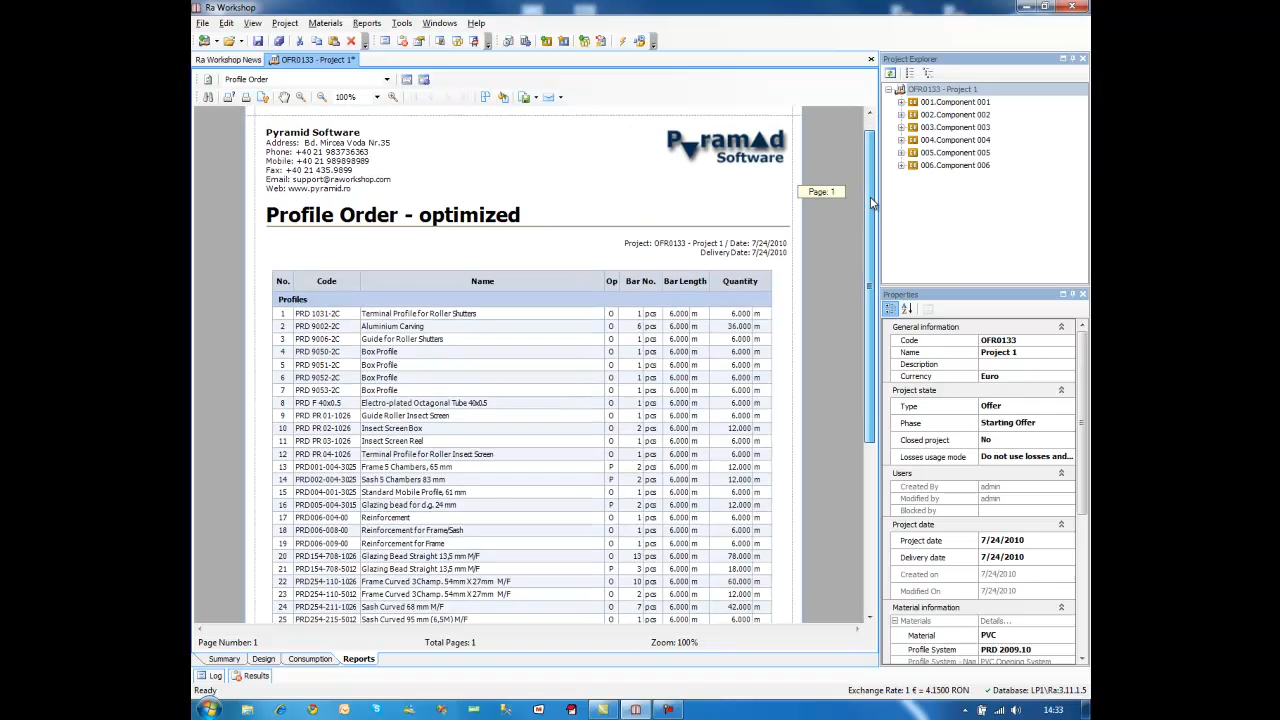 Ra Workshop
File Edit View Project Materials Reports Tools Windows Help
Ra Workshop News OFR0133 - Project 1*
Profile Order
100%
Pyramid Software
Address: Bd. Mircea Voda Nr.35
Phone: +40 21 983736363
Mobile: +40 21 989898989
Fax: +40 21 435.9899
Email: support@raworkshop.com
Web: www.pyramid.ro
Pyramid
Software
Page: 1
Profile Order - optimized
Project: OFR0133 - Project 1 / Date: 7/24/2010
Delivery Date: 7/24/2010
No. Code Name Op Bar No. Bar Length Quantity
Profiles
1 PRD 1031-2C Terminal Profile for Roller Shutters O 1 pcs 6.000 m 6.000 m
2 PRD 9002-2C Aluminium Carving O 6 pcs 6.000 m 36.000 m
3 PRD 9006-2C Guide for Roller Shutters O 1 pcs 6.000 m 6.000 m
4 PRD 9050-2C Box Profile O 1 pcs 6.000 m 6.000 m
5 PRD 9051-2C Box Profile O 1 pcs 6.000 m 6.000 m
6 PRD 9052-2C Box Profile O 1 pcs 6.000 m 6.000 m
7 PRD 9053-2C Box Profile O 1 pcs 6.000 m 6.000 m
8 PRD F 40x0.5 Electro-plated Octagonal Tube 40x0.5 O 1 pcs 6.000 m 6.000 m
9 PRD PR 01-1026 Guide Roller Insect Screen O 1 pcs 6.000 m 6.000 m
10 PRD PR 02-1026 Insect Screen Box O 2 pcs 6.000 m 12.000 m
11 PRD PR 03-1026 Insect Screen Reel O 1 pcs 6.000 m 6.000 m
12 PRD PR 04-1026 Terminal Profile for Roller Insect Screen O 1 pcs 6.000 m 6.000 m
13 PRD001-004-3025 Frame 5 Chambers, 65 mm P 2 pcs 6.000 m 12.000 m
14 PRD002-004-3025 Sash 5 Chambers 83 mm P 2 pcs 6.000 m 12.000 m
15 PRD004-001-3025 Standard Mobile Profile, 61 mm O 1 pcs 6.000 m 6.000 m
16 PRD005-004-3015 Glazing bead for d.g. 24 mm P 2 pcs 6.000 m 12.000 m
17 PRD006-004-00 Reinforcement O 1 pcs 6.000 m 6.000 m
18 PRD006-008-00 Reinforcement for Frame/Sash O 1 pcs 6.000 m 6.000 m
19 PRD006-009-00 Reinforcement for Frame O 1 pcs 6.000 m 6.000 m
20 PRD154-708-1026 Glazing Bead Straight 13,5 mm M/F O 13 pcs 6.000 m 78.000 m
21 PRD154-708-5012 Glazing Bead Straight 13,5 mm M/F P 3 pcs 6.000 m 18.000 m
22 PRD254-110-1026 Frame Curved 3Champ. 54mm X 27mm M/F O 10 pcs 6.000 m 60.000 m
23 PRD254-110-5012 Frame Curved 3Champ. 54mm X 27mm M/F O 2 pcs 6.000 m 12.000 m
24 PRD254-211-1026 Sash Curved 68 mm M/F O 7 pcs 6.000 m 42.000 m
25 PRD254-215-5012 Sash Curved 95 mm (6,5M) M/F O 1 pcs 6.000 m 6.000 m
Page Number: 1 Total Pages: 1 Zoom: 100%
Summary Design Consumption Reports
Log Results
Ready
Project Explorer
OFR0133 - Project 1
001.Component 001
002.Component 002
003.Component 003
004.Component 004
005.Component 005
006.Component 006
Properties
General information
Code OFR0133
Name Project 1
Description
Currency Euro
Project state
Type Offer
Phase Starting Offer
Closed project No
Losses usage mode Do not use losses and...
Users
Created By admin
Modified by admin
Blocked by
Project date
Project date 7/24/2010
Delivery date 7/24/2010
Created on 7/24/2010
Modified On 7/24/2010
Material information
Materials Details...
Material PVC
Profile System PRD 2009.10
Profile System - Nam PVC Opening System
Exchange Rate: 1 € = 4.1500 RON Database: LP1\Ra:3.11.1.5
14:33